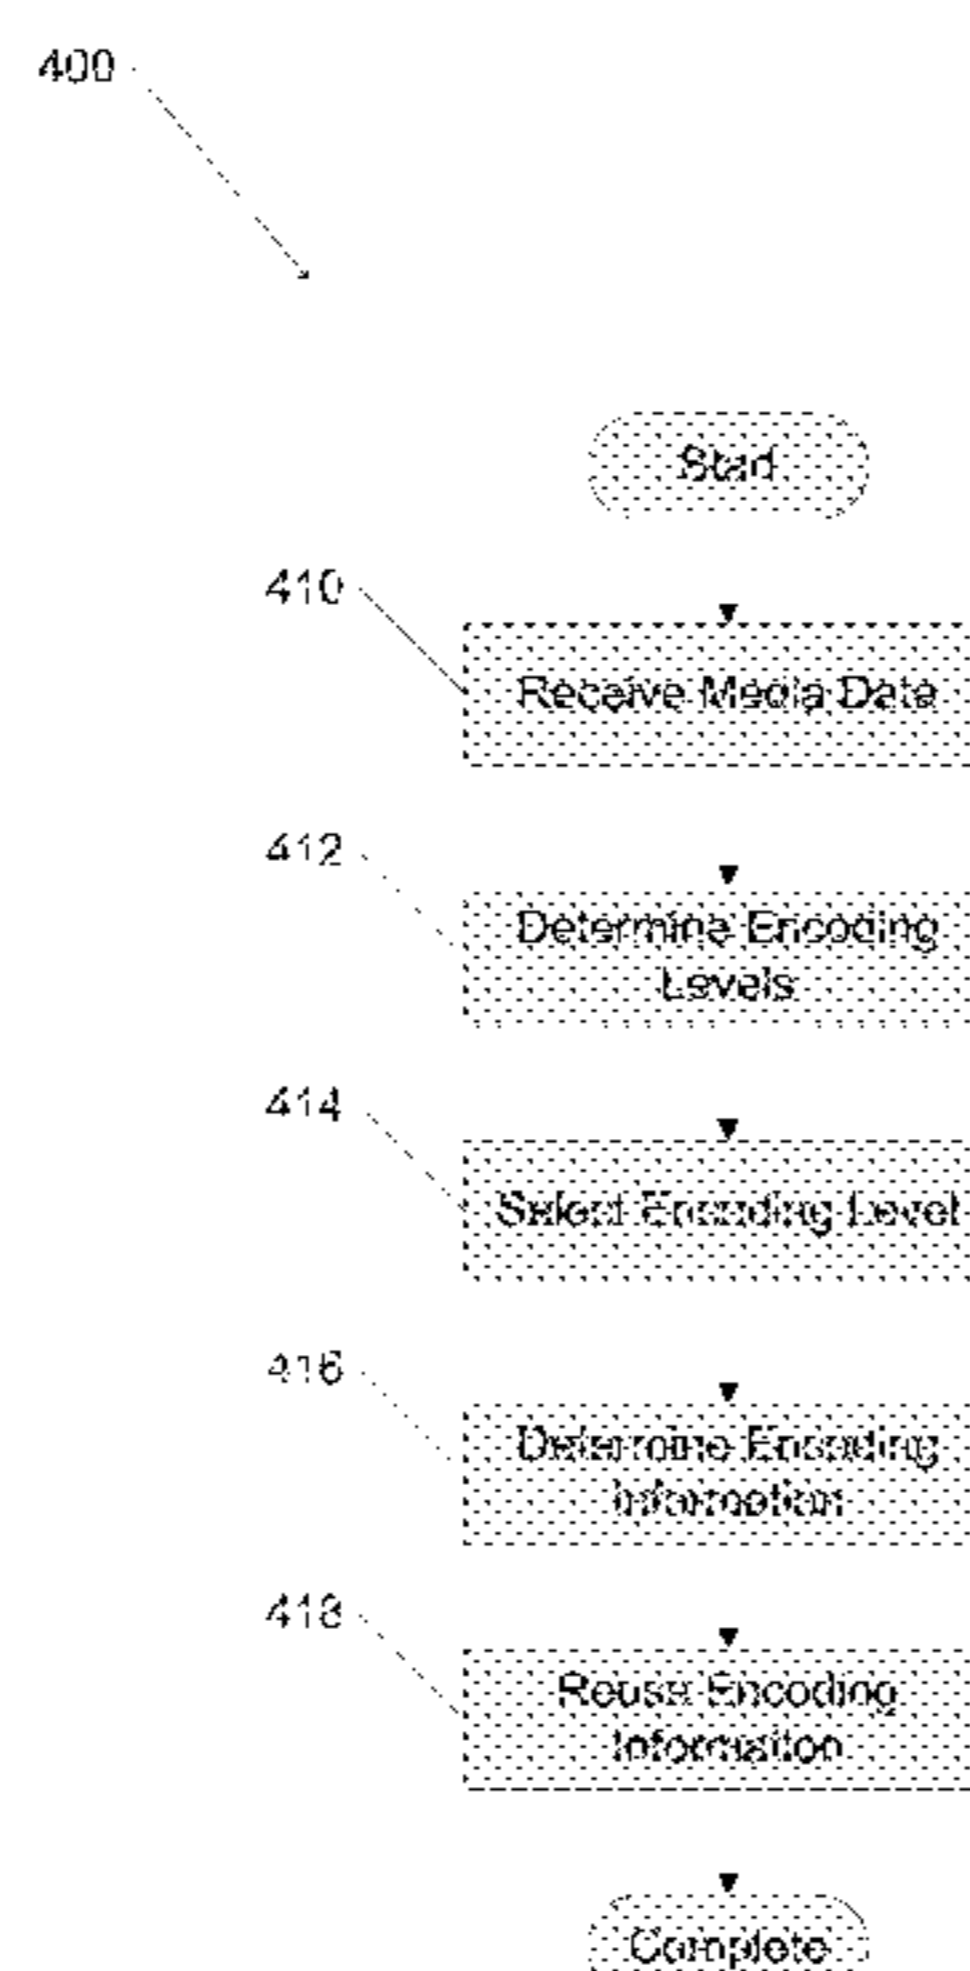 400
Start
410
Receive Media Data
412
Determine Encoding
Levels
414
Select Encoding Level
416
Determine Encoding
Information
418
Reuse Encoding
Information
Complete